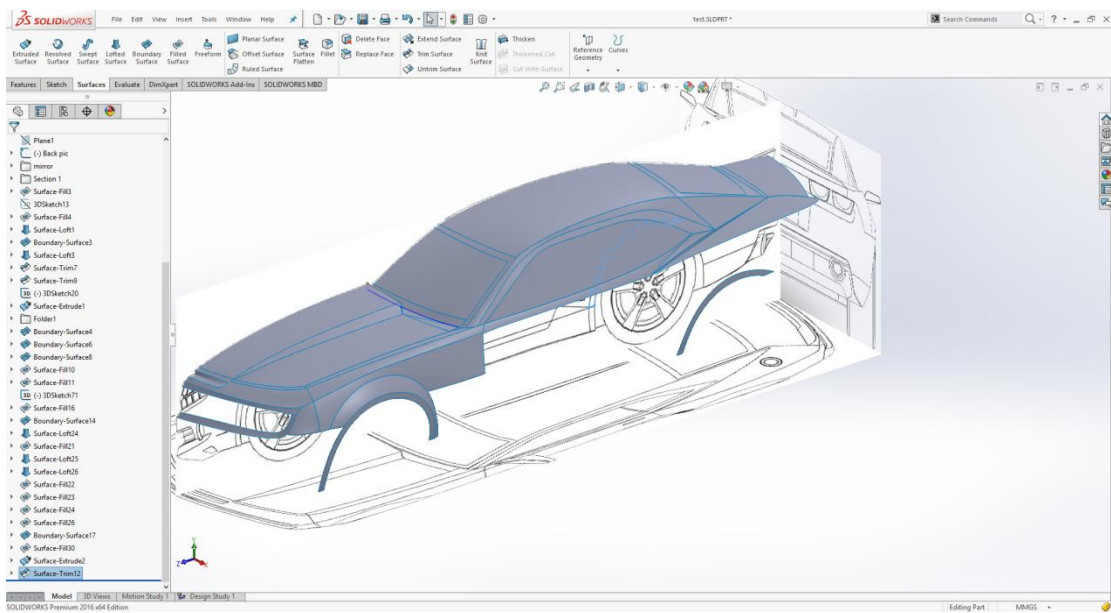 SOLIDWORKS File Edit View Insert Tools Window Help test.SLDPRT * Search Commands
Extruded Surface Revolved Surface Swept Surface Lofted Surface Boundary Surface Filled Surface Freeform Planar Surface Offset Surface Ruled Surface Surface Flatten Fillet Delete Face Replace Face Extend Surface Trim Surface Untrim Surface Knit Surface Thicken Thickened Cut Cut With Surface Reference Geometry Curves
Features Sketch Surfaces Evaluate DimXpert SOLIDWORKS Add-Ins SOLIDWORKS MBD
Plane1
(-) Back pic
mirror
Section 1
Surface-Fill3
3DSketch13
Surface-Fill4
Surface-Loft1
Boundary-Surface3
Surface-Loft3
Surface-Trim7
Surface-Trim9
3D (-) 3DSketch20
Surface-Extrude1
Folder1
Boundary-Surface4
Boundary-Surface6
Boundary-Surface8
Surface-Fill10
Surface-Fill11
3D (-) 3DSketch71
Surface-Fill16
Boundary-Surface14
Surface-Loft24
Surface-Fill21
Surface-Loft25
Surface-Loft26
Surface-Fill22
Surface-Fill23
Surface-Fill24
Surface-Fill26
Boundary-Surface17
Surface-Fill30
Surface-Extrude2
Surface-Trim12
Y
Z X
Model 3D Views Motion Study 1 Design Study 1
SOLIDWORKS Premium 2016 x64 Edition Editing Part MMGS